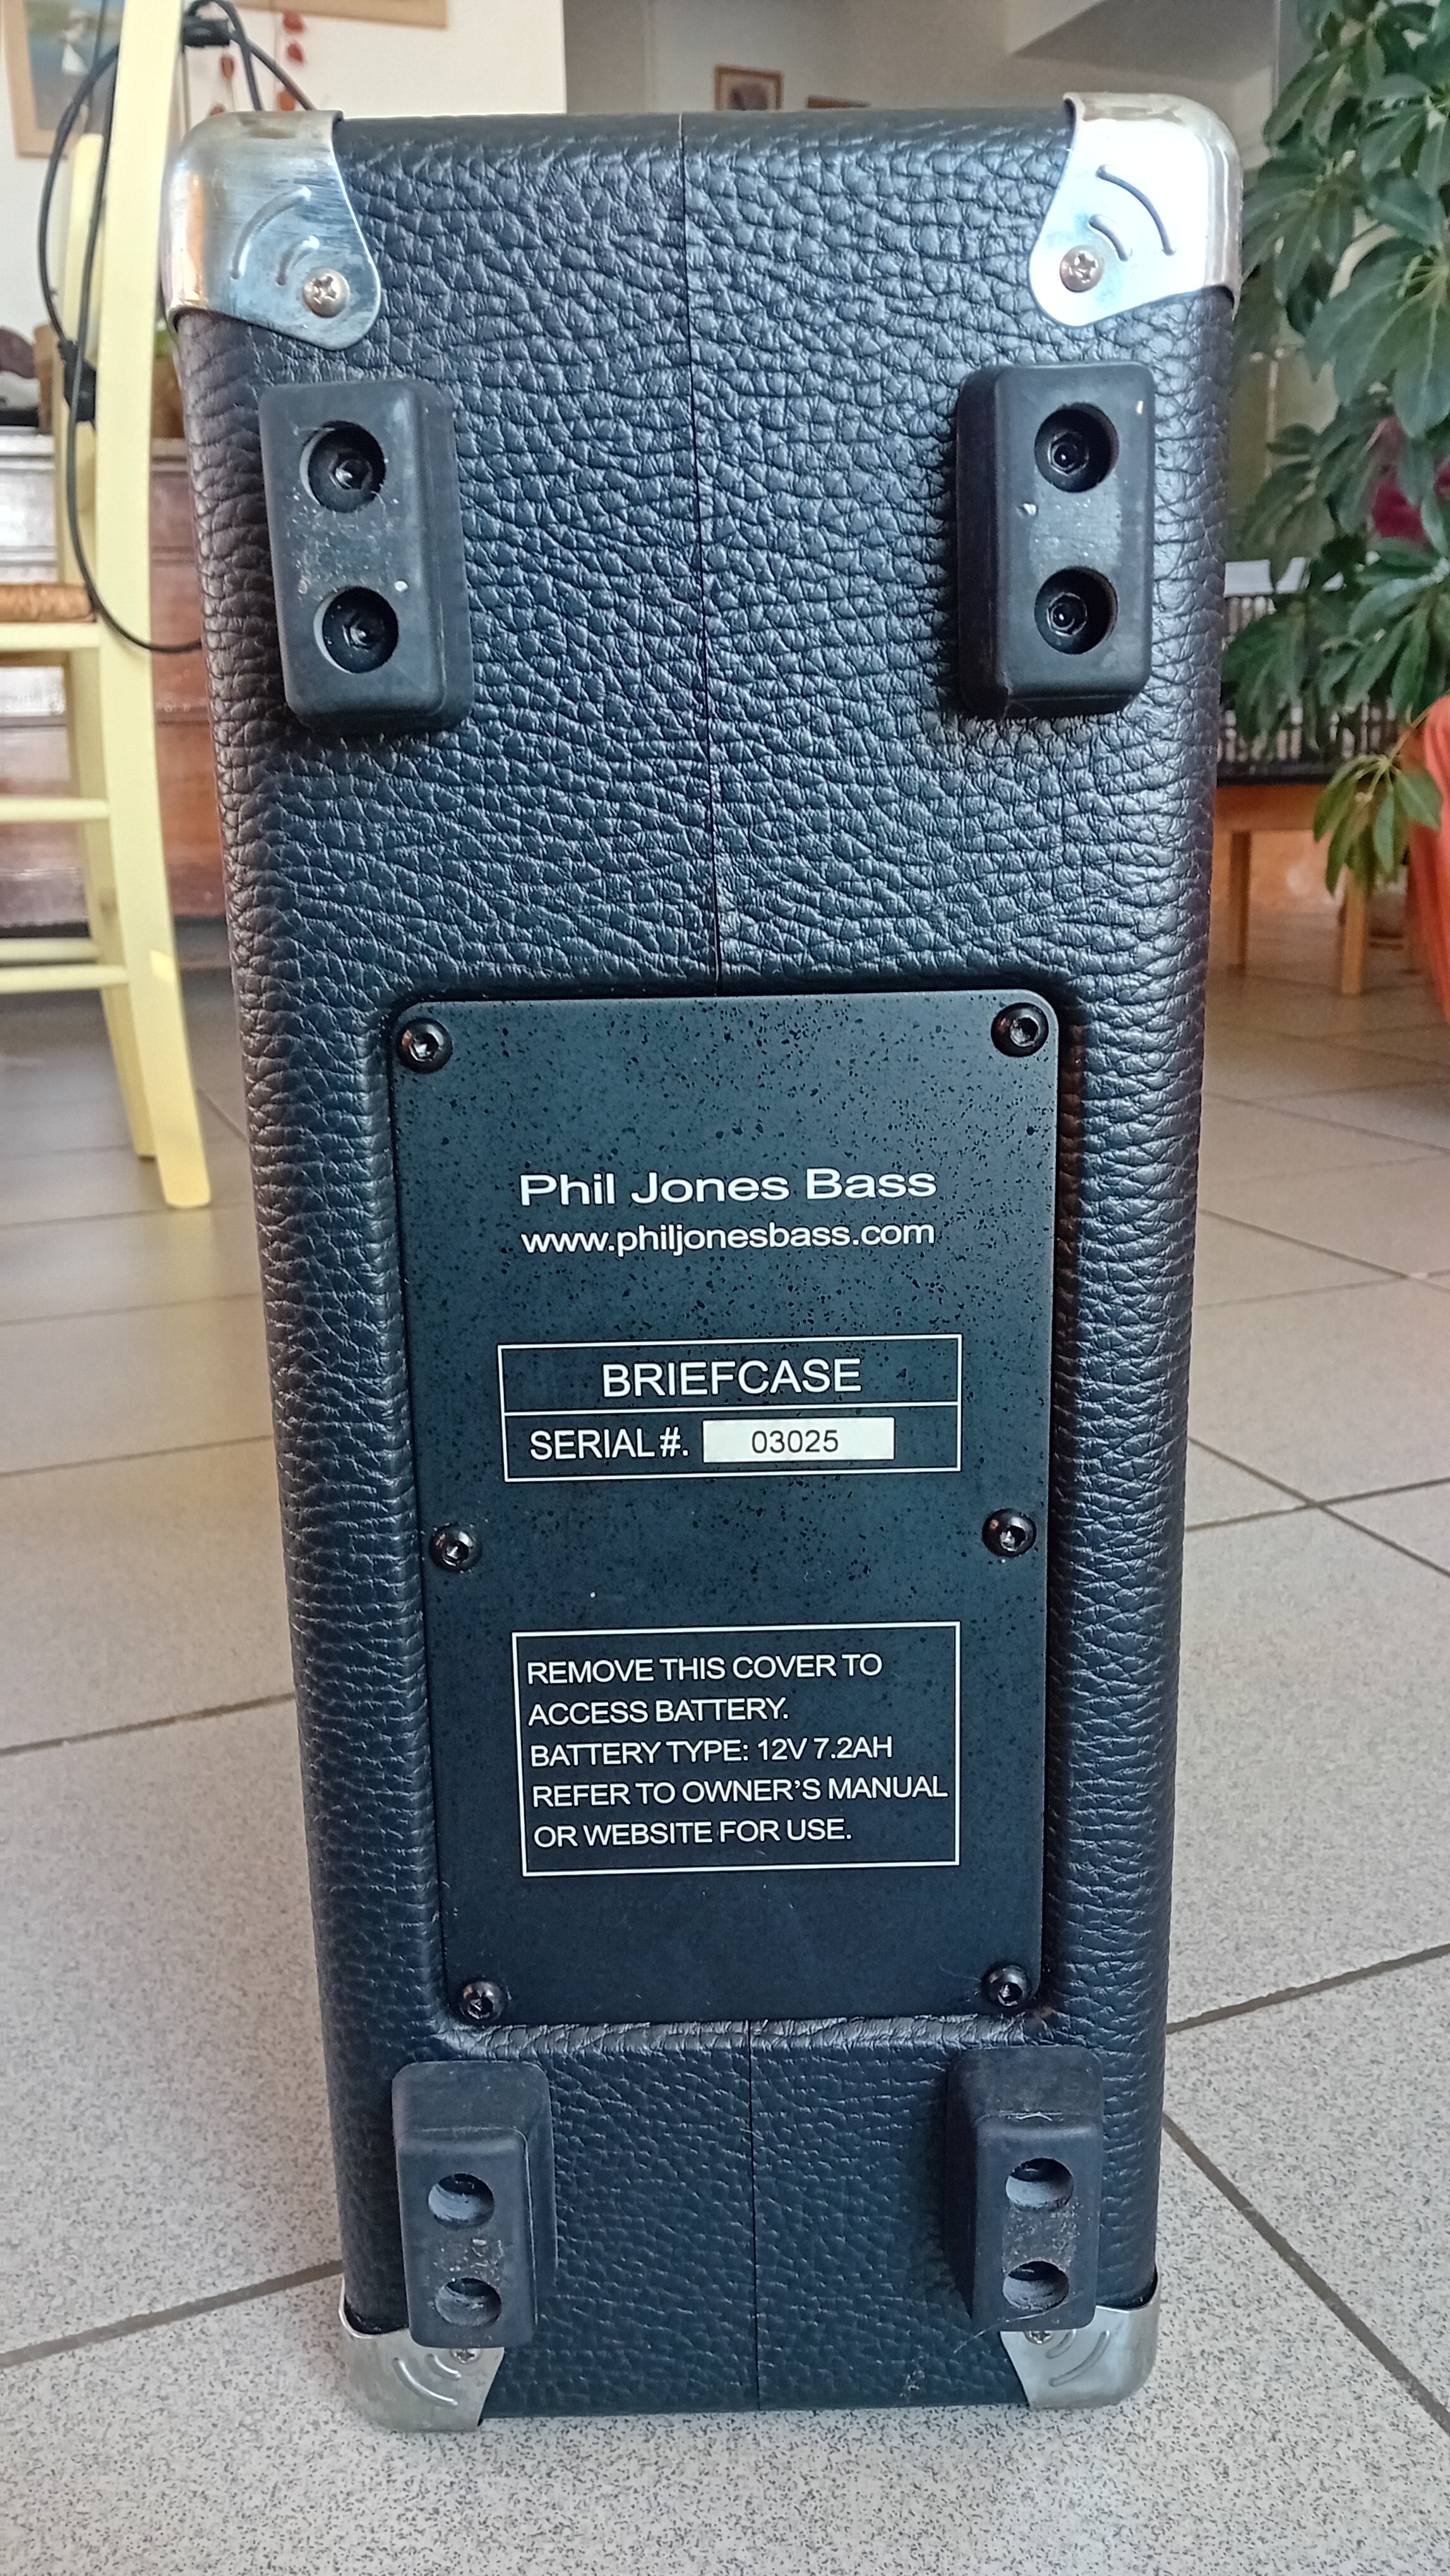 Phil Jones Bass
www.philjonesbass.com
BRIEFCASE
SERIAL #. 03025
REMOVE THIS COVER TO
ACCESS BATTERY.
BATTERY TYPE: 12V 7.2AH
REFER TO OWNER'S MANUAL
OR WEBSITE FOR USE.